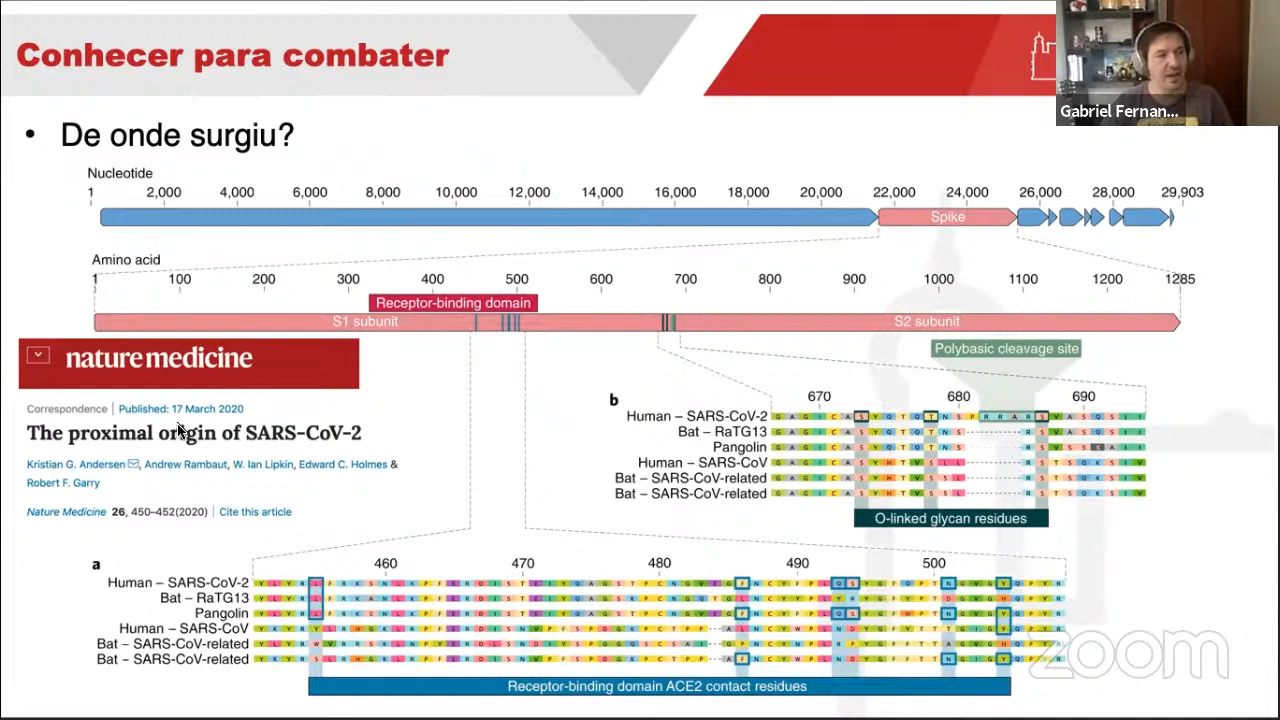 Conhecer para combater
Gabriel Fernan...
• De onde surgiu?
Nucleotide
1 2,000 4,000 6,000 8,000 10,000 12,000 14,000 16,000 18,000 20,000 22,000 24,000 26,000 28,000 29,903
Spike
Amino acid
1 100 200 300 400 500 600 700 800 900 1000 1100 1200 1285
Receptor-binding domain
S1 subunit S2 subunit
Polybasic cleavage site
nature medicine
Correspondence | Published: 17 March 2020
The proximal origin of SARS-CoV-2
Kristian G. Andersen, Andrew Rambaut, W. Ian Lipkin, Edward C. Holmes &
Robert F. Garry
Nature Medicine 26, 450–452(2020) | Cite this article
b
670 680 690
Human – SARS-CoV-2
Bat – RaTG13
Pangolin
Human – SARS-CoV
Bat – SARS-CoV-related
Bat – SARS-CoV-related
O-linked glycan residues
a
460 470 480 490 500
Human – SARS-CoV-2
Bat – RaTG13
Pangolin
Human – SARS-CoV
Bat – SARS-CoV-related
Bat – SARS-CoV-related
Receptor-binding domain ACE2 contact residues
zoom